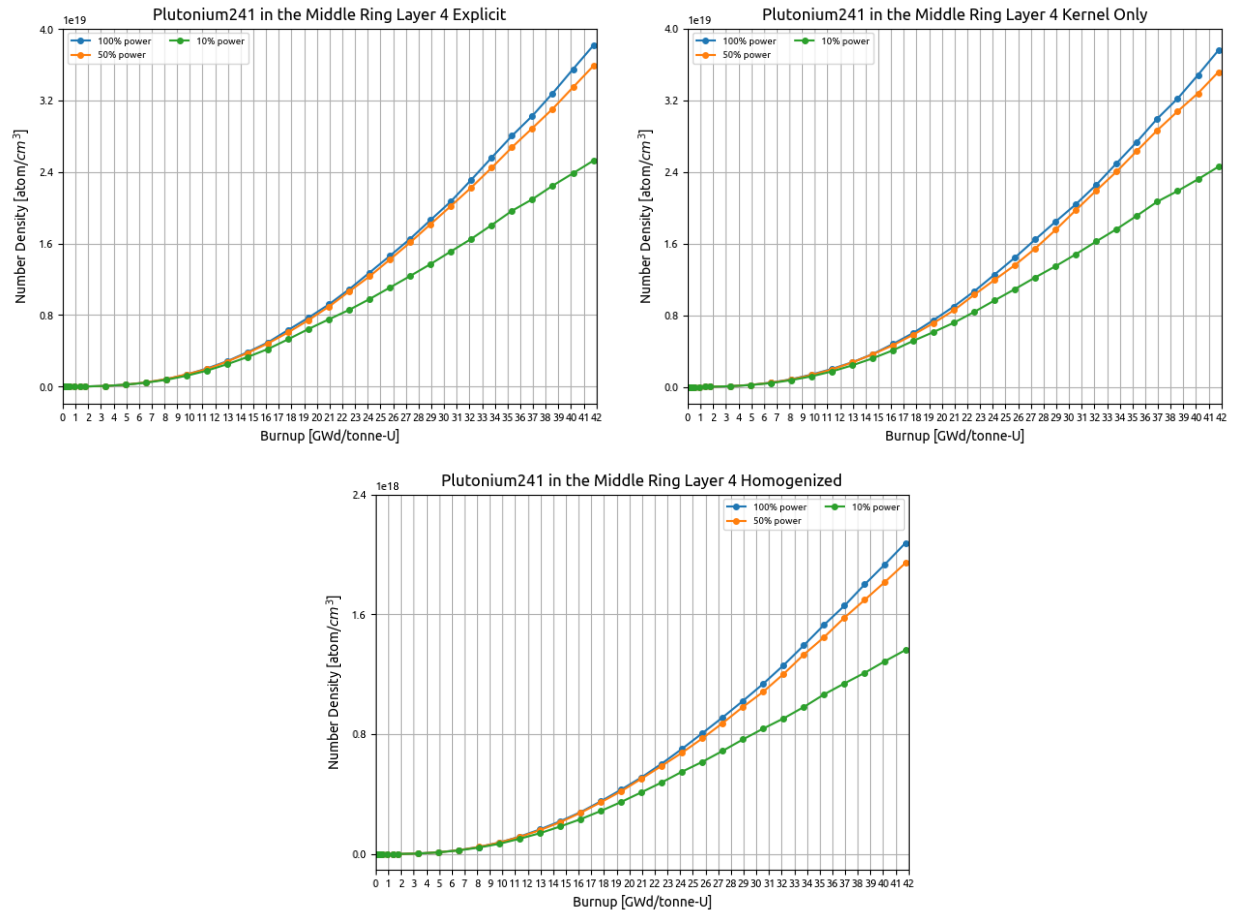 Plutonium241 in the Middle Ring Layer 4 Explicit
1e19
4.0
3.2
2.4
1.6
0.8
0.0
Number Density [atom/cm³]
100% power
50% power
10% power
0 1 2 3 4 5 6 7 8 9 10 11 12 13 14 15 16 17 18 19 20 21 22 23 24 25 26 27 28 29 30 31 32 33 34 35 36 37 38 39 40 41 42
Burnup [GWd/tonne-U]
Plutonium241 in the Middle Ring Layer 4 Kernel Only
1e19
4.0
3.2
2.4
1.6
0.8
0.0
Number Density [atom/cm³]
100% power
50% power
10% power
0 1 2 3 4 5 6 7 8 9 10 11 12 13 14 15 16 17 18 19 20 21 22 23 24 25 26 27 28 29 30 31 32 33 34 35 36 37 38 39 40 41 42
Burnup [GWd/tonne-U]
Plutonium241 in the Middle Ring Layer 4 Homogenized
1e18
2.4
1.6
0.8
0.0
Number Density [atom/cm³]
100% power
50% power
10% power
0 1 2 3 4 5 6 7 8 9 10 11 12 13 14 15 16 17 18 19 20 21 22 23 24 25 26 27 28 29 30 31 32 33 34 35 36 37 38 39 40 41 42
Burnup [GWd/tonne-U]